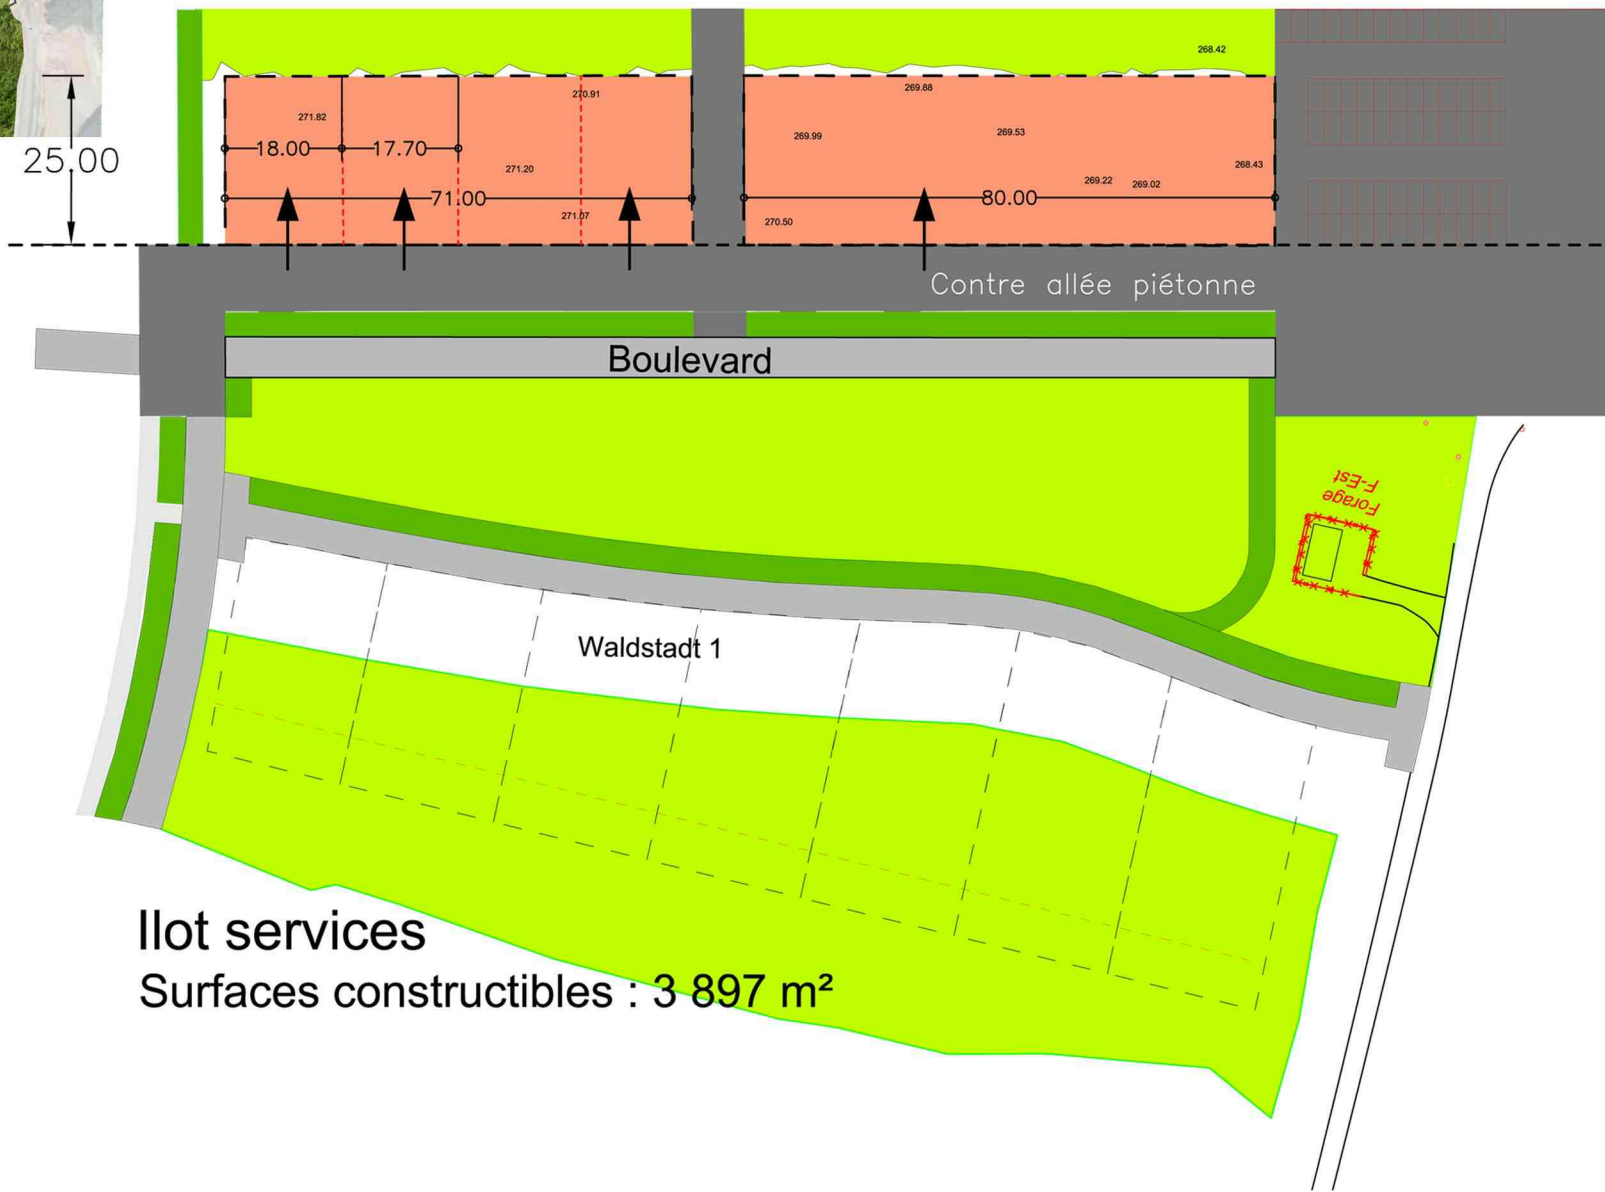 268.42
270.91
269.88
271.82
269.53
269.99
18.00
17.70
25.00
268.43
271.20
269.22
269.02
71.00
80.00
271.07
270.50
Contre allée piétonne
Boulevard
Forage
F-Est
Waldstadt 1
Ilot services
Surfaces constructibles : 3 897 m²